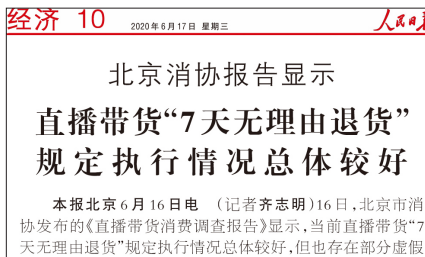 经济 10
2020年6月17日 星期三
人民日报
北京消协报告显示
直播带货“7天无理由退货”
规定执行情况总体较好
本报北京6月16日电 （记者齐志明）16日，北京市消
协发布的《直播带货消费调查报告》显示，当前直播带货“7
天无理由退货”规定执行情况总体较好，但也存在部分虚假